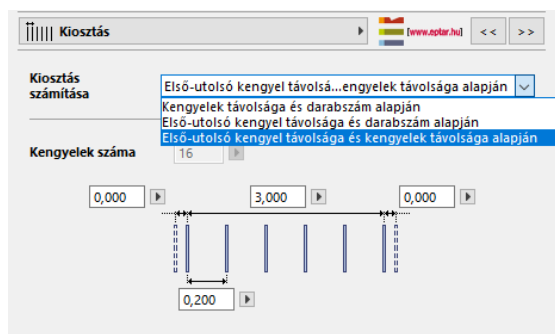 Kiosztás
[www.eptar.hu]
<< >>
Kiosztás
számítása
Első-utolsó kengyel távolsá...engyelek távolsága alapján
Kengyelek távolsága és darabszám alapján
Első-utolsó kengyel távolsága és darabszám alapján
Első-utolsó kengyel távolsága és kengyelek távolsága alapján
Kengyelek száma
16
0,000 3,000 0,000
0,200